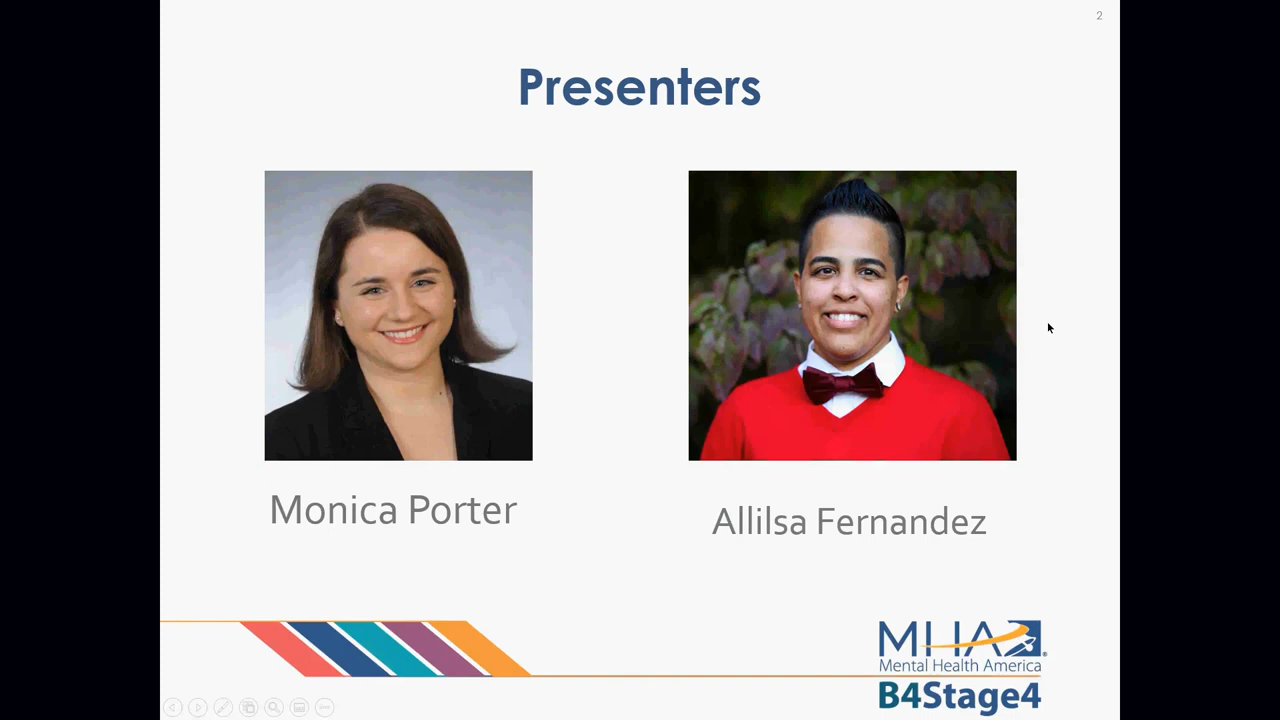 2
Presenters
Monica Porter
Allilsa Fernandez
MHA
Mental Health America
B4Stage4